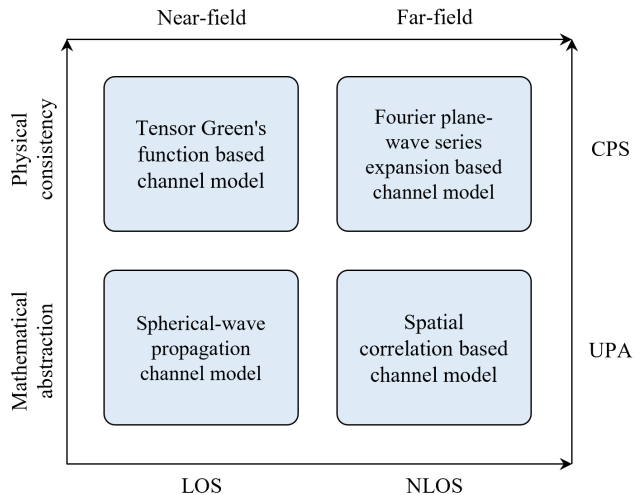 Near-field
Far-field
Physical
consistency
Tensor Green's
function based
channel model
Fourier plane-
wave series
expansion based
channel model
CPS
Mathematical
abstraction
Spherical-wave
propagation
channel model
Spatial
correlation based
channel model
UPA
LOS
NLOS